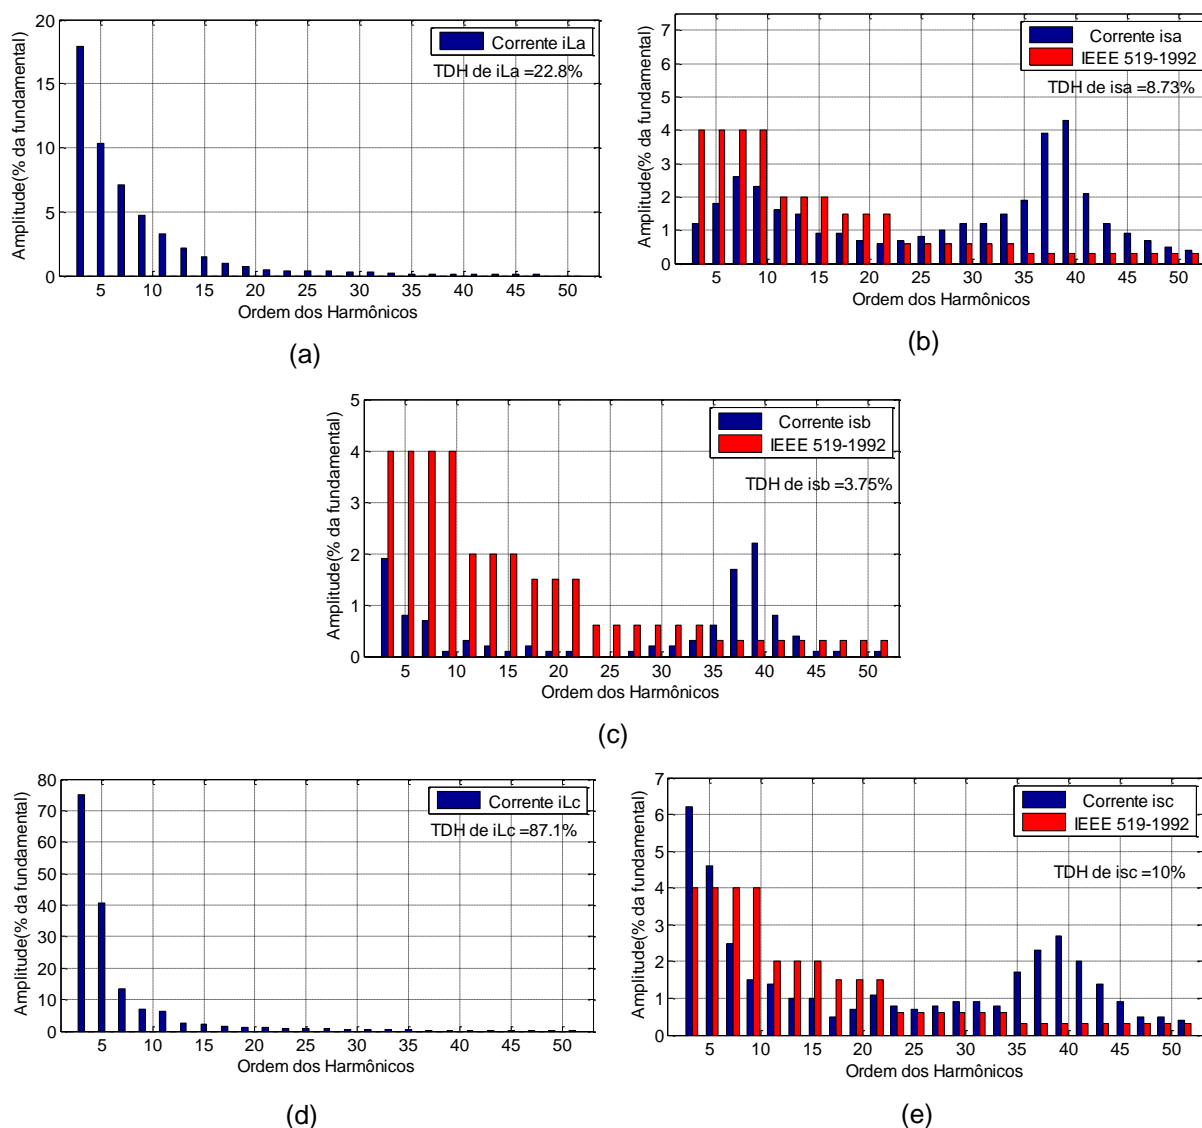 20
15
10
5
0
Amplitude(% da fundamental)
Corrente iLa
TDH de iLa =22.8%
5 10 15 20 25 30 35 40 45 50
Ordem dos Harmônicos
(a)
7
6
5
4
3
2
1
0
Amplitude(% da fundamental)
Corrente isa
IEEE 519-1992
TDH de isa =8.73%
5 10 15 20 25 30 35 40 45 50
Ordem dos Harmônicos
(b)
5
4
3
2
1
0
Amplitude(% da fundamental)
Corrente isb
IEEE 519-1992
TDH de isb =3.75%
5 10 15 20 25 30 35 40 45 50
Ordem dos Harmônicos
(c)
80
70
60
50
40
30
20
10
0
Amplitude(% da fundamental)
Corrente iLc
TDH de iLc =87.1%
5 10 15 20 25 30 35 40 45 50
Ordem dos Harmônicos
(d)
7
6
5
4
3
2
1
0
Amplitude(% da fundamental)
Corrente isc
IEEE 519-1992
TDH de isc =10%
5 10 15 20 25 30 35 40 45 50
Ordem dos Harmônicos
(e)